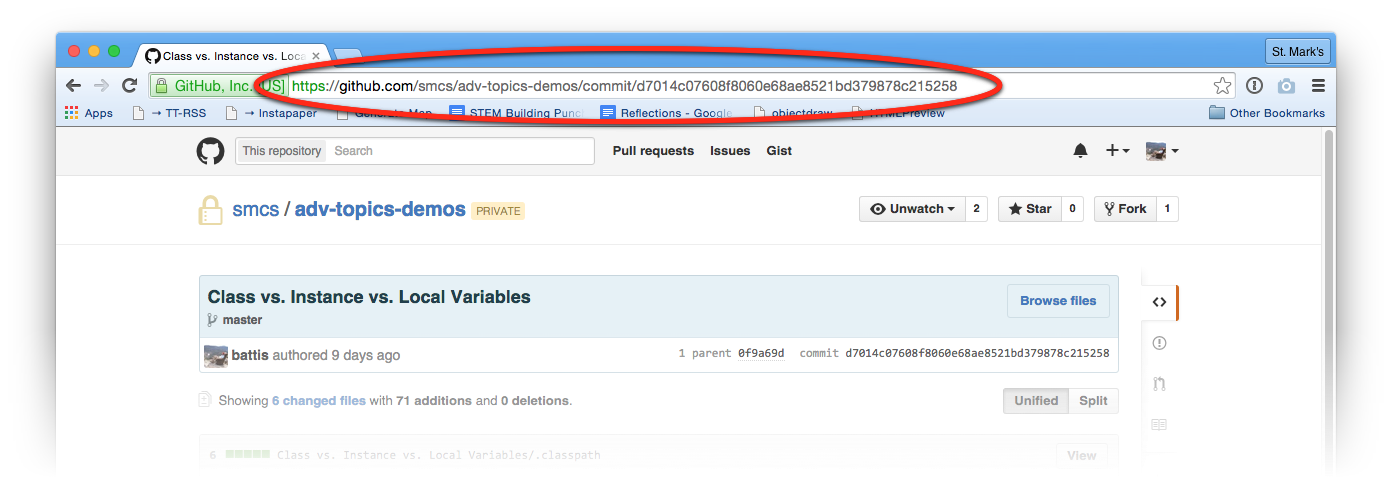 Class vs. Instance vs. Loca
St. Mark's
GitHub, Inc. [US] https://github.com/smcs/adv-topics-demos/commit/d7014c07608f8060e68ae8521bd379878c215258
Apps → TT-RSS → Instapaper Generate Map STEM Building Punc Reflections - Google objectdraw HTMLPreview Other Bookmarks
This repository Search Pull requests Issues Gist
smcs / adv-topics-demos PRIVATE Unwatch 2 Star 0 Fork 1
Class vs. Instance vs. Local Variables Browse files
master
battis authored 9 days ago 1 parent 0f9a69d commit d7014c07608f8060e68ae8521bd379878c215258
Showing 6 changed files with 71 additions and 0 deletions. Unified Split
6 Class vs. Instance vs. Local Variables/.classpath View